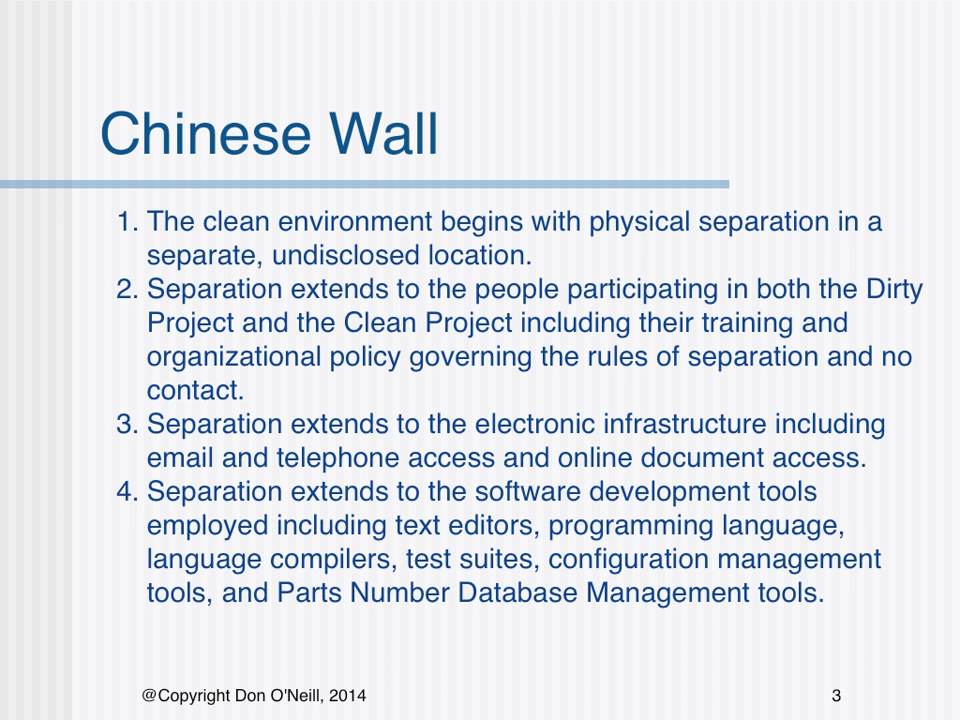 Chinese Wall
1. The clean environment begins with physical separation in a
separate, undisclosed location.
2. Separation extends to the people participating in both the Dirty
Project and the Clean Project including their training and
organizational policy governing the rules of separation and no
contact.
3. Separation extends to the electronic infrastructure including
email and telephone access and online document access.
4. Separation extends to the software development tools
employed including text editors, programming language,
language compilers, test suites, configuration management
tools, and Parts Number Database Management tools.
@Copyright Don O'Neill, 2014
3